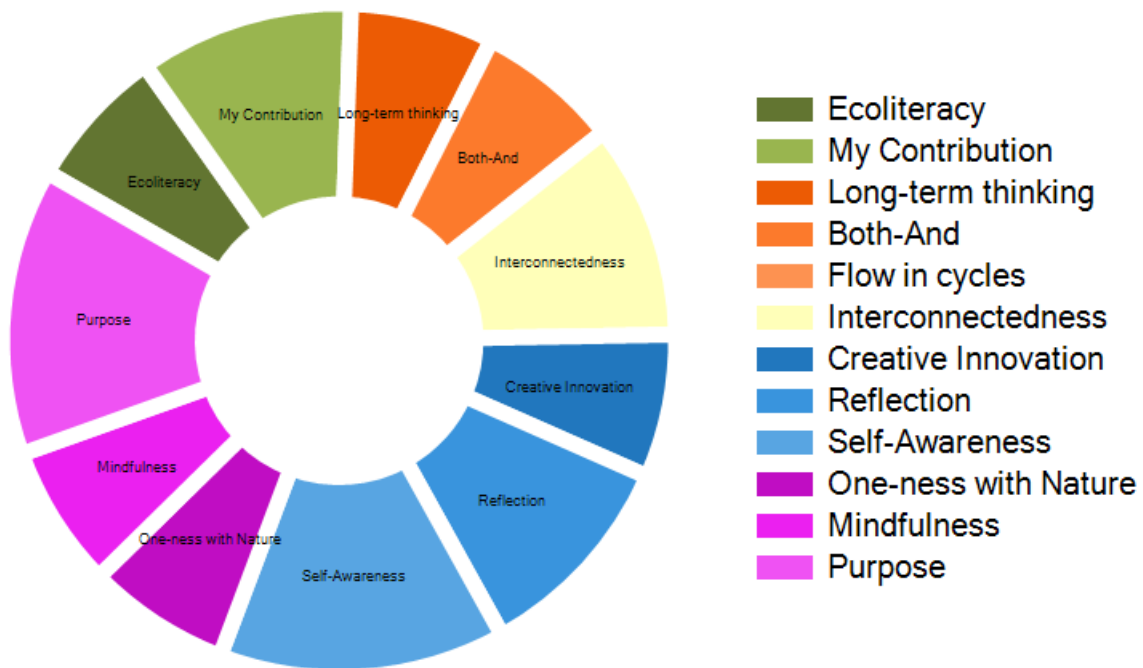 My Contribution
Long-term thinking
Both-And
Ecoliteracy
Interconnectedness
Purpose
Creative Innovation
Mindfulness
Reflection
One-ness with Nature
Self-Awareness
Ecoliteracy
My Contribution
Long-term thinking
Both-And
Flow in cycles
Interconnectedness
Creative Innovation
Reflection
Self-Awareness
One-ness with Nature
Mindfulness
Purpose